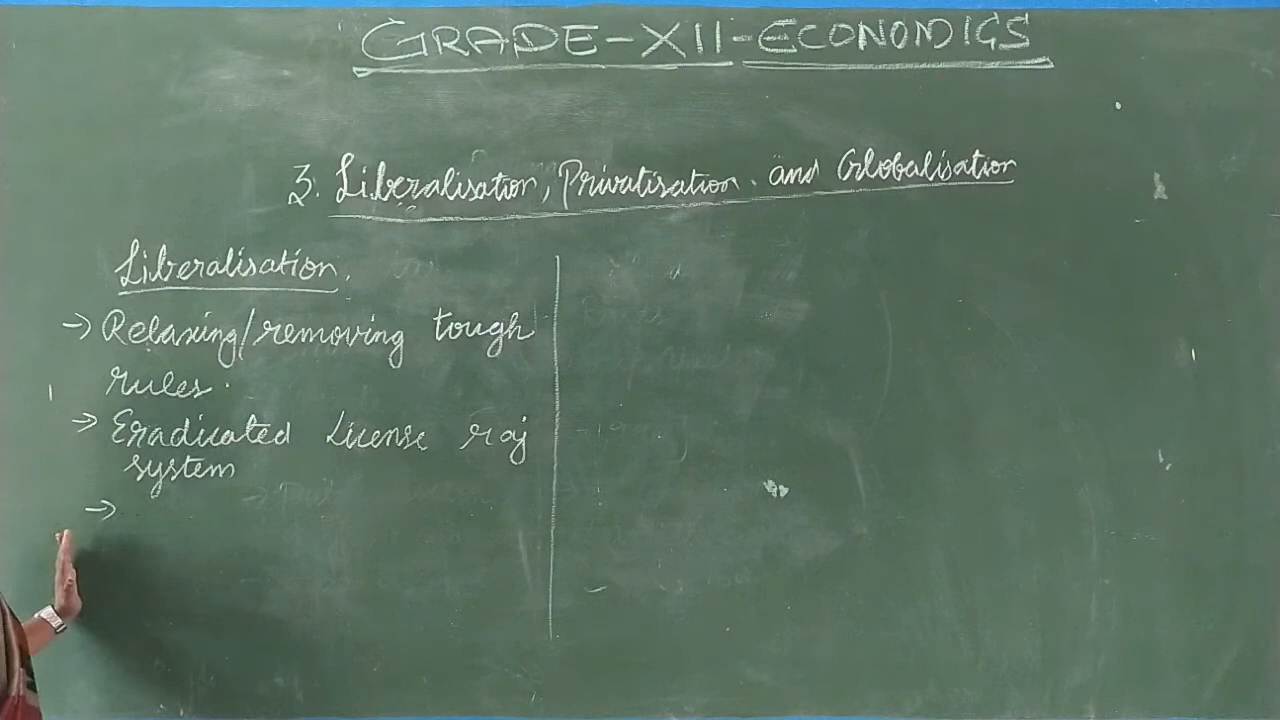 GRADE-XII-ECONOMICS
3. Liberalisation, Privatisation. and Globalisation
Liberalisation.
→ Relaxing/removing tough
rules.
→ Eradicated License raj
system
→